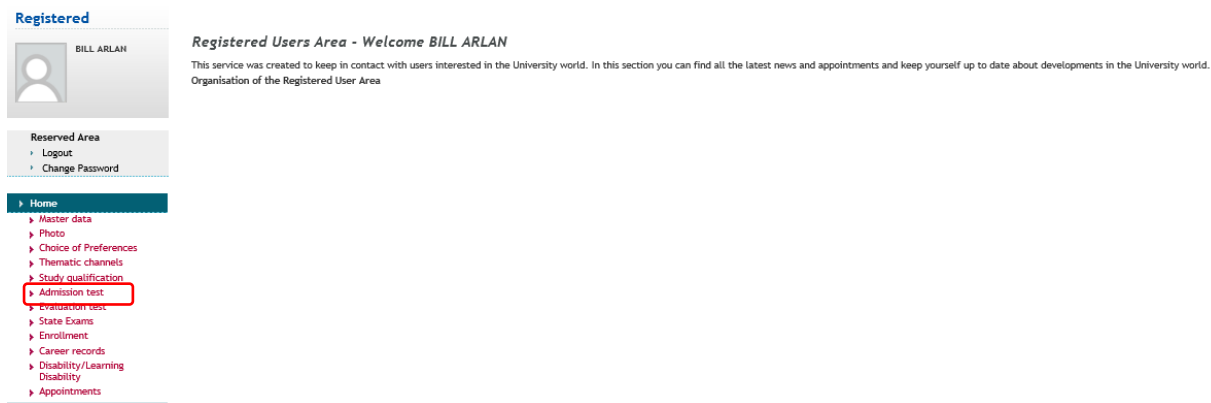 Registered
BILL ARLAN
Registered Users Area - Welcome BILL ARLAN
This service was created to keep in contact with users interested in the University world. In this section you can find all the latest news and appointments and keep yourself up to date about developments in the University world.
Organisation of the Registered User Area
Reserved Area
Logout
Change Password
Home
Master data
Photo
Choice of Preferences
Thematic channels
Study qualification
Admission test
Evaluation test
State Exams
Enrollment
Career records
Disability/Learning
Disability
Appointments